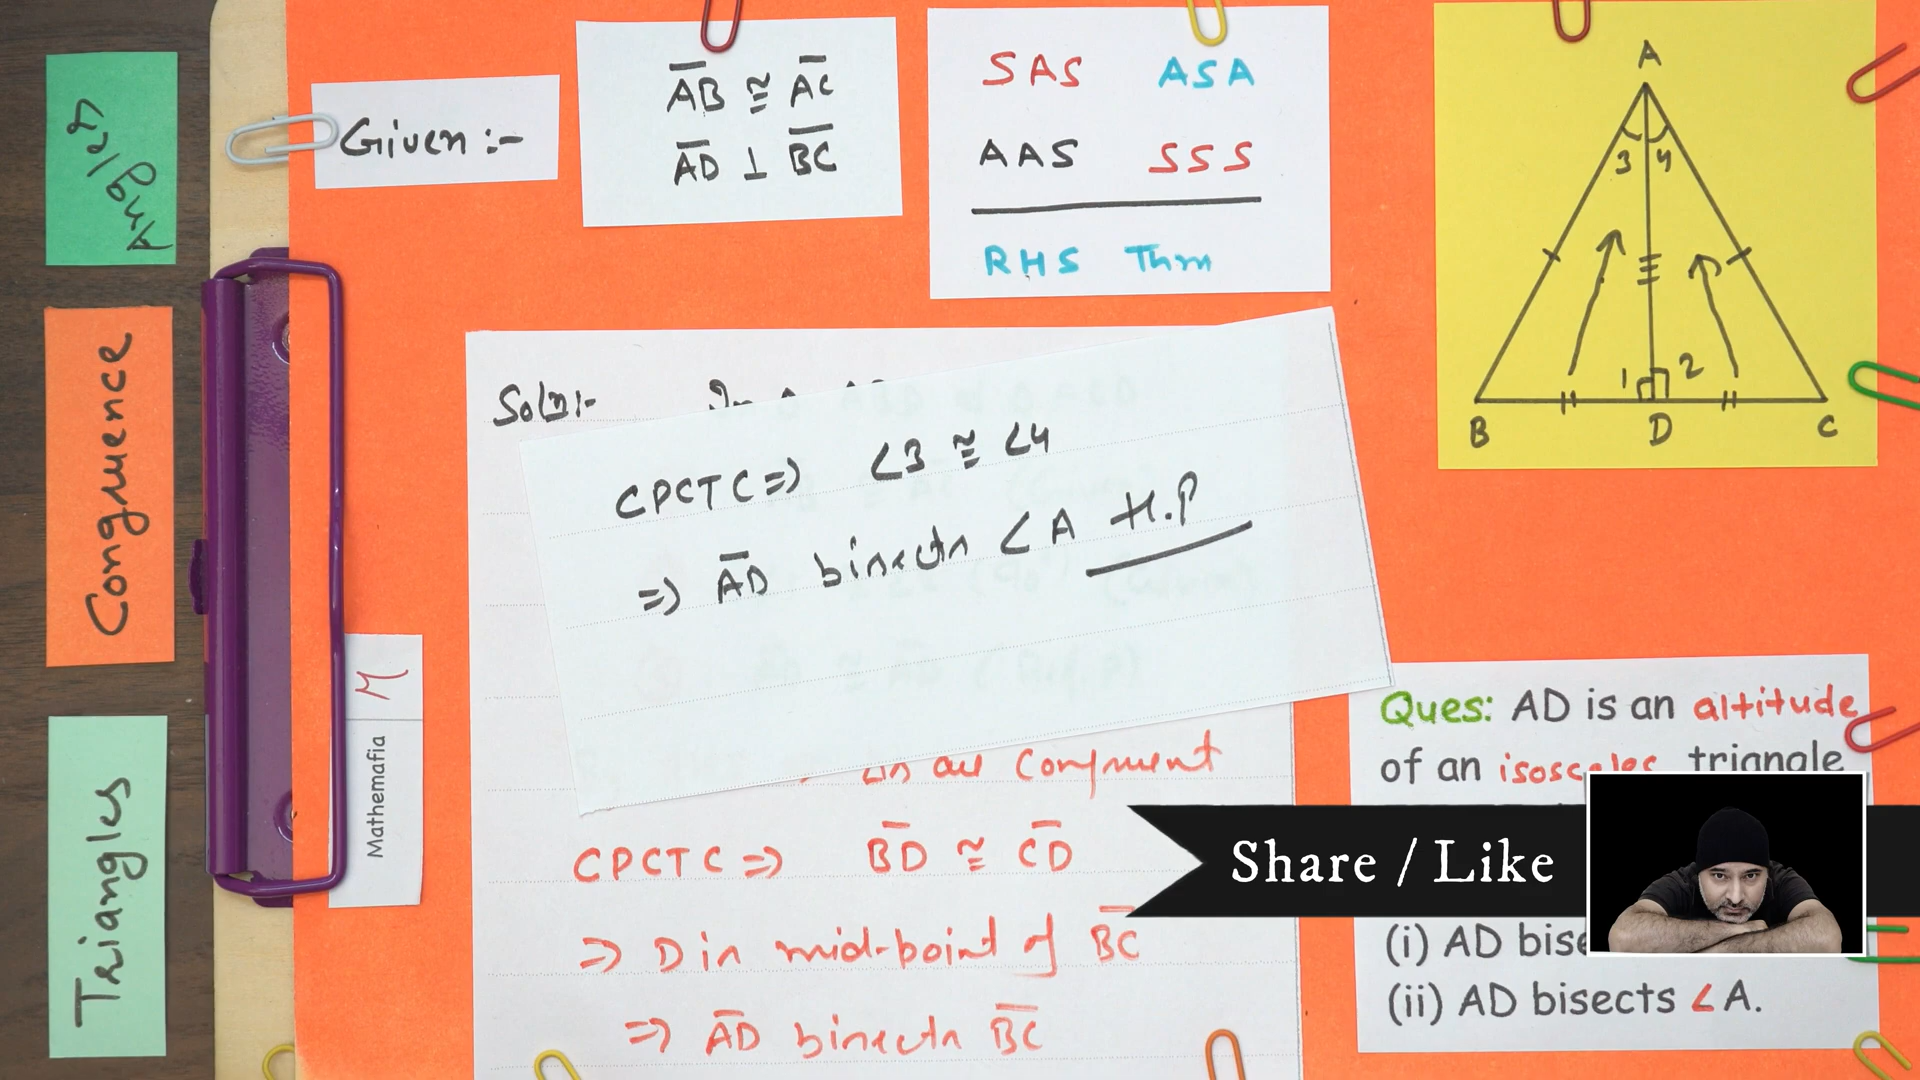 Angles
Congruence
Triangles
Given :-
AB ≅ AC
AD ⊥ BC
SAS ASA
AAS SSS
RHS Thm
A
3 4
1 2
B D C
Soln:-
CPCTC => ∠3 ≅ ∠4
=> AD bisects ∠A H.P
are congruent
CPCTC => BD ≅ CD
=> D is mid-point of BC
=> AD bisects BC
M
Mathemafia
Ques: AD is an altitude
of an isosceles triangle
Share / Like
(i) AD bise
(ii) AD bisects ∠A.